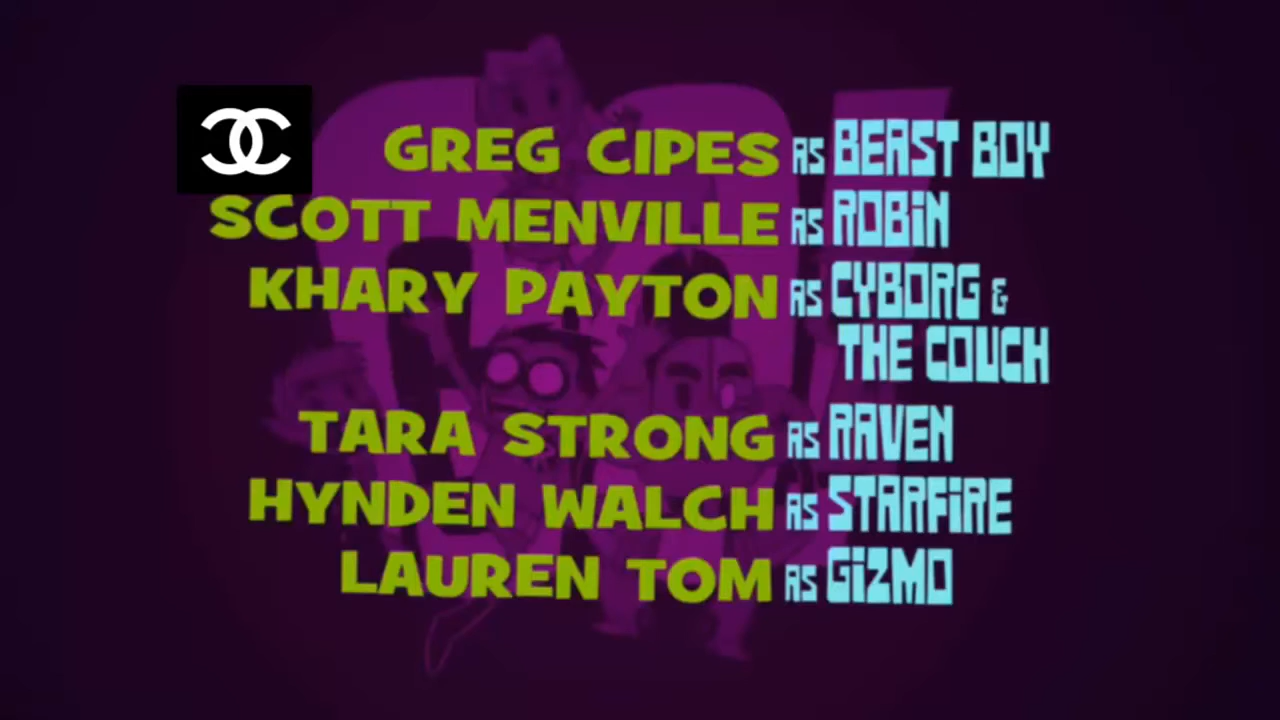 GREG CIPES AS BEAST BOY
SCOTT MENVILLE AS ROBiN
KHARY PAYTON AS CYBORG &
THE COUCH
TARA STRONG AS RAVEN
HYNDEN WALCH AS STARFiRE
LAUREN TOM AS GiZMO